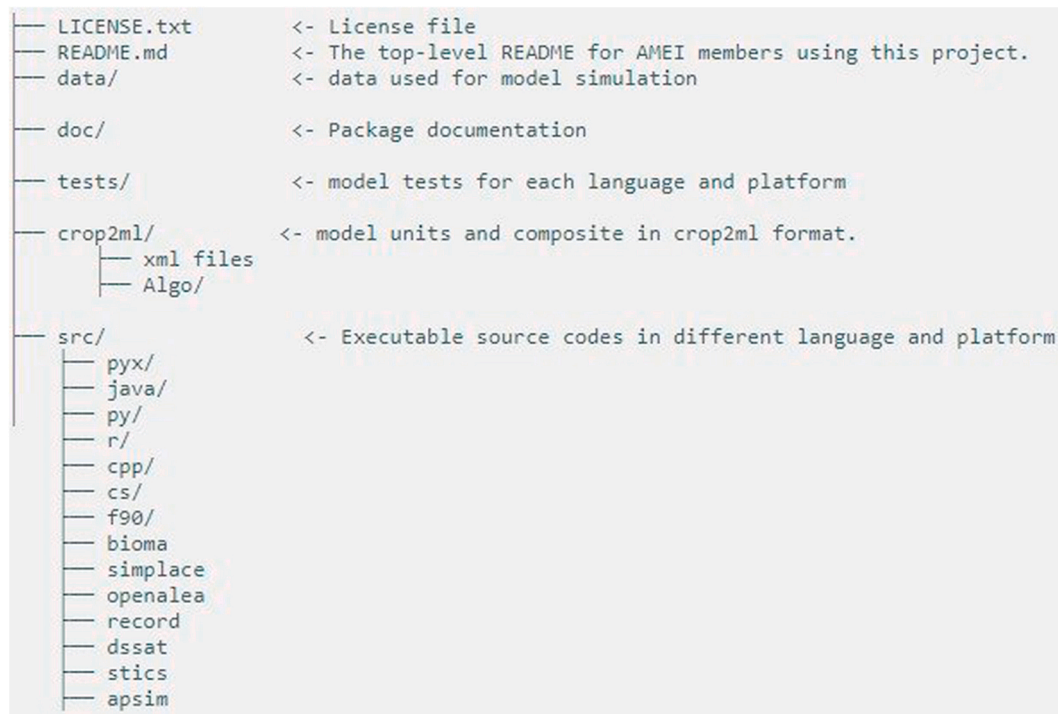 LICENSE.txt <- License file
README.md <- The top-level README for AMEI members using this project.
data/ <- data used for model simulation
doc/ <- Package documentation
tests/ <- model tests for each language and platform
crop2ml/ <- model units and composite in crop2ml format.
xml files
Algo/
src/ <- Executable source codes in different language and platform
pyx/
java/
py/
r/
cpp/
cs/
f90/
bioma
simplace
openalea
record
dssat
stics
apsim